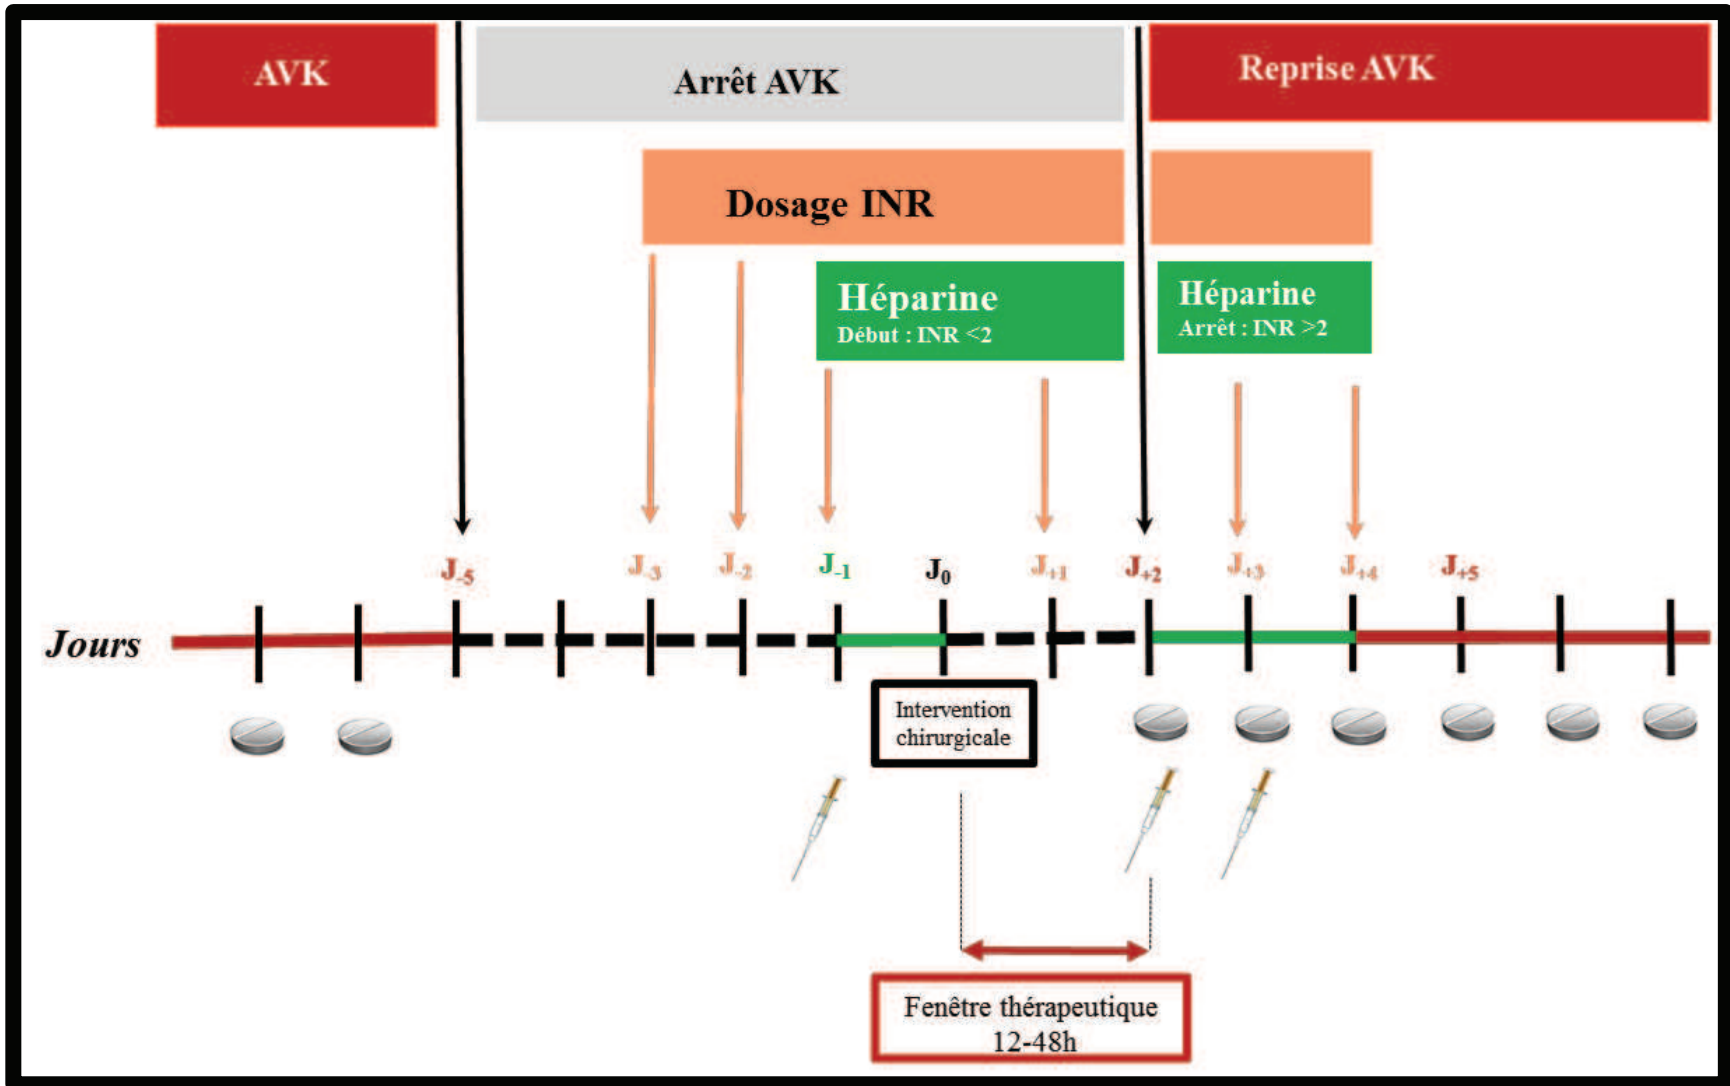 AVK
Arrêt AVK
Reprise AVK
Dosage INR
Héparine
Début : INR <2
Héparine
Arrêt : INR >2
J-5
J-3
J-2
J-1
J0
J+1
J+2
J+3
J+4
J+5
Jours
Intervention
chirurgicale
Fenêtre thérapeutique
12-48h